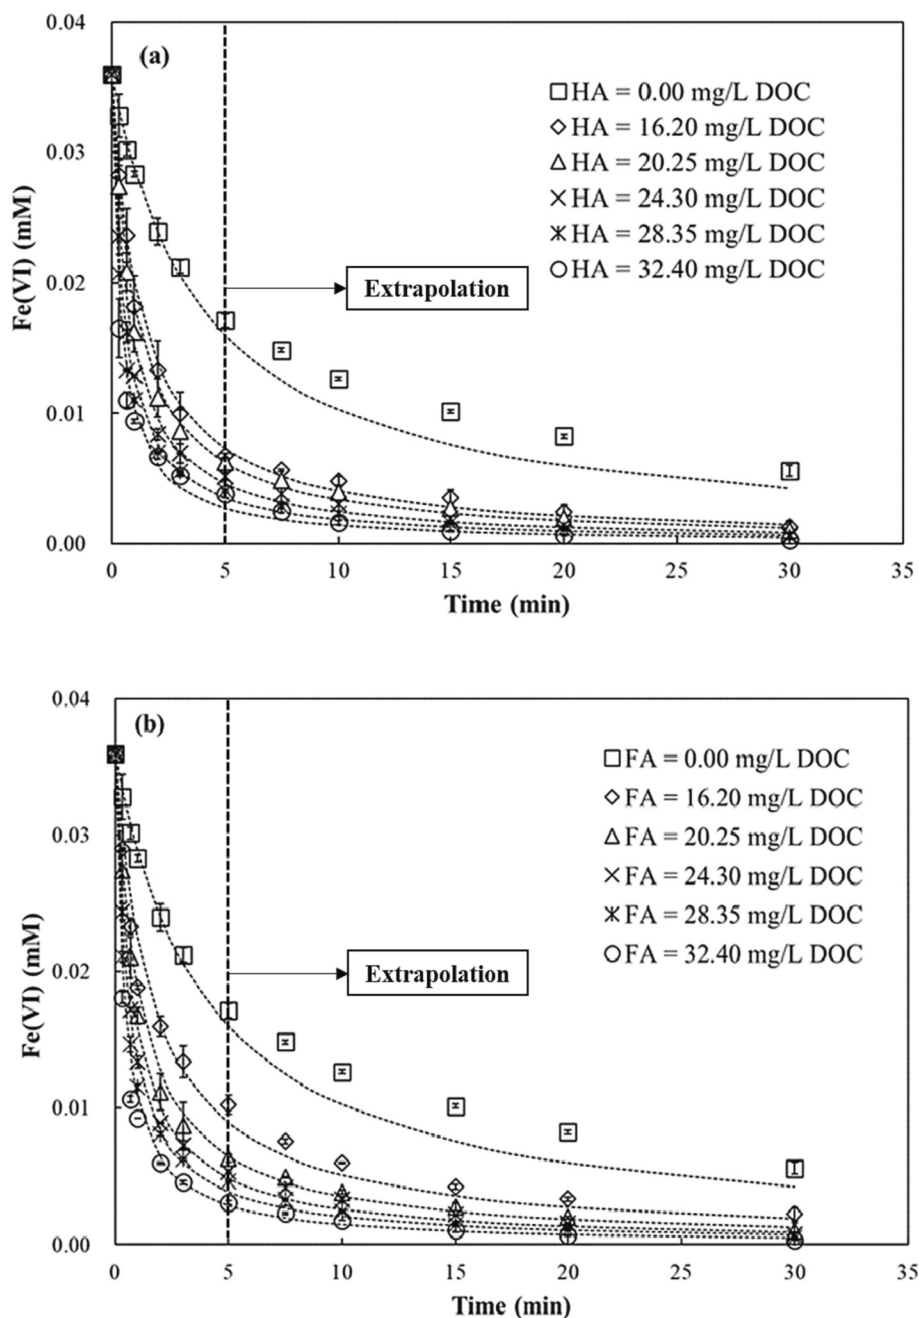 0.04
(a)
HA = 0.00 mg/L DOC
HA = 16.20 mg/L DOC
0.03
HA = 20.25 mg/L DOC
HA = 24.30 mg/L DOC
HA = 28.35 mg/L DOC
HA = 32.40 mg/L DOC
Fe(VI) (mM)
0.02
Extrapolation
0.01
0.00
0 5 10 15 20 25 30 35
Time (min)
0.04
(b)
FA = 0.00 mg/L DOC
FA = 16.20 mg/L DOC
0.03
FA = 20.25 mg/L DOC
FA = 24.30 mg/L DOC
FA = 28.35 mg/L DOC
FA = 32.40 mg/L DOC
Fe(VI) (mM)
0.02
Extrapolation
0.01
0.00
0 5 10 15 20 25 30 35
Time (min)